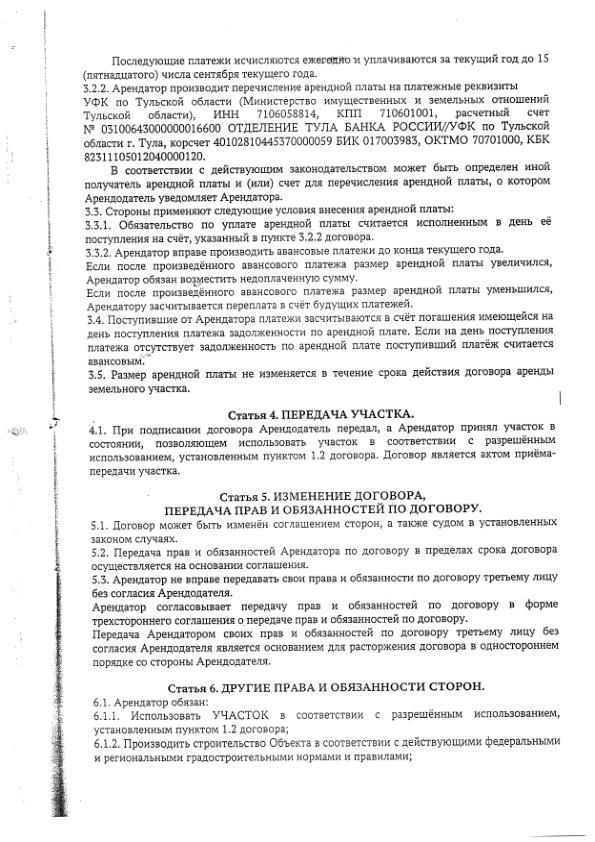 Последующие платежи исчисляются ежегодно и уплачиваются за текущий год до 15
(пятнадцатого) числа сентября текущего года.
3.2.2. Арендатор производит перечисление арендной платы на платежные реквизиты
УФК по Тульской области (Министерство имущественных и земельных отношений
Тульской области), ИНН 7106058814, КПП 710601001, расчетный счет
№ 03100643000000016600 ОТДЕЛЕНИЕ ТУЛА БАНКА РОССИИ//УФК по Тульской
области г. Тула, корсчет 40102810445370000059 БИК 017003983, ОКТМО 70701000, КБК
82311105012040000120.
В соответствии с действующим законодательством может быть определен иной
получатель арендной платы и (или) счет для перечисления арендной платы, о котором
Арендодатель уведомляет Арендатора.
3.3. Стороны применяют следующие условия внесения арендной платы:
3.3.1. Обязательство по уплате арендной платы считается исполненным в день её
поступления на счёт, указанный в пункте 3.2.2 договора.
3.3.2. Арендатор вправе производить авансовые платежи до конца текущего года.
Если после произведённого авансового платежа размер арендной платы увеличился,
Арендатор обязан возместить недоплаченную сумму.
Если после произведённого авансового платежа размер арендной платы уменьшился,
Арендатору засчитывается переплата в счёт будущих платежей.
3.4. Поступившие от Арендатора платежи засчитываются в счёт погашения имеющейся на
день поступления платежа задолженности по арендной плате. Если на день поступления
платежа отсутствует задолженность по арендной плате поступивший платёж считается
авансовым.
3.5. Размер арендной платы не изменяется в течение срока действия договора аренды
земельного участка.
Статья 4. ПЕРЕДАЧА УЧАСТКА.
4.1. При подписании договора Арендодатель передал, а Арендатор принял участок в
состоянии, позволяющем использовать участок в соответствии с разрешённым
использованием, установленным пунктом 1.2 договора. Договор является актом приёма-
передачи участка.
Статья 5. ИЗМЕНЕНИЕ ДОГОВОРА,
ПЕРЕДАЧА ПРАВ И ОБЯЗАННОСТЕЙ ПО ДОГОВОРУ.
5.1. Договор может быть изменён соглашением сторон, а также судом в установленных
законом случаях.
5.2. Передача прав и обязанностей Арендатора по договору в пределах срока договора
осуществляется на основании соглашения.
5.3. Арендатор не вправе передавать свои права и обязанности по договору третьему лицу
без согласия Арендодателя.
Арендатор согласовывает передачу прав и обязанностей по договору в форме
трехстороннего соглашения о передаче прав и обязанностей по договору.
Передача Арендатором своих прав и обязанностей по договору третьему лицу без
согласия Арендодателя является основанием для расторжения договора в одностороннем
порядке со стороны Арендодателя.
Статья 6. ДРУГИЕ ПРАВА И ОБЯЗАННОСТИ СТОРОН.
6.1. Арендатор обязан:
6.1.1. Использовать УЧАСТОК в соответствии с разрешённым использованием,
установленным пунктом 1.2 договора;
6.1.2. Производить строительство Объекта в соответствии с действующими федеральными
и региональными градостроительными нормами и правилами;